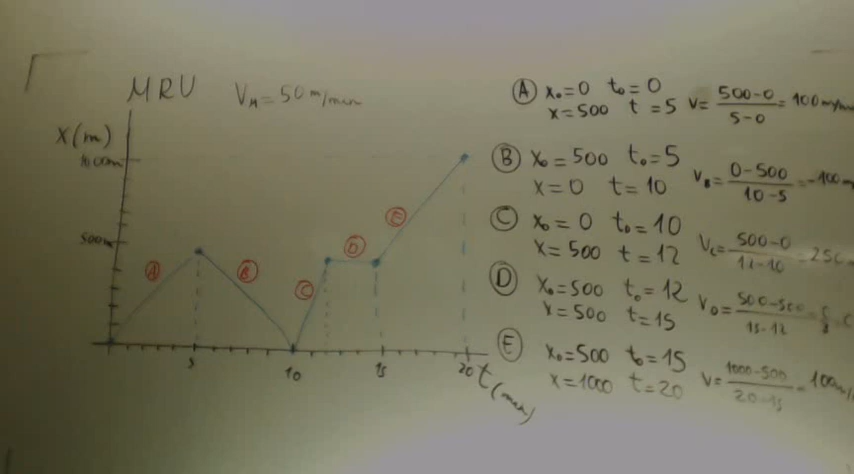 MRU V_M = 50 m/min
x(m)
1000m
500m
A B C D E
5 10 15 20 t(min)
Ⓐ x₀=0 t₀=0
x=500 t=5 V= 500-0 / 5-0 = 100 m/m
Ⓑ x₀=500 t₀=5
x=0 t=10 V_B= 0-500 / 10-5 = -100 m
Ⓒ x₀=0 t₀=10
x=500 t=12 V_C= 500-0 / 12-10 = 250
Ⓓ x₀=500 t₀=12
x=500 t=15 V_D= 500-500 / 15-12 =
Ⓔ x₀=500 t₀=15
x=1000 t=20 V= 1000-500 / 20-15 = 100 m/